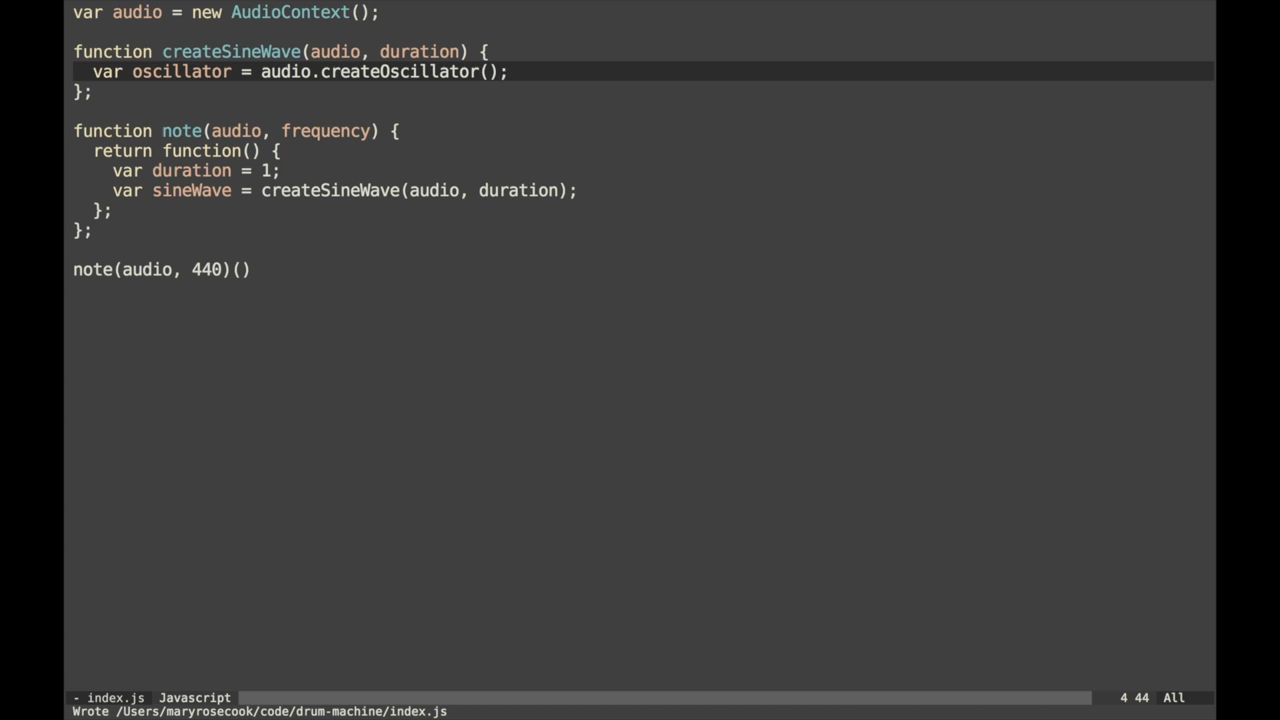 var audio = new AudioContext();
function createSineWave(audio, duration) {
  var oscillator = audio.createOscillator();
};
function note(audio, frequency) {
  return function() {
    var duration = 1;
    var sineWave = createSineWave(audio, duration);
  };
};
note(audio, 440)()
- index.js Javascript 4 44 All
Wrote /Users/maryrosecook/code/drum-machine/index.js